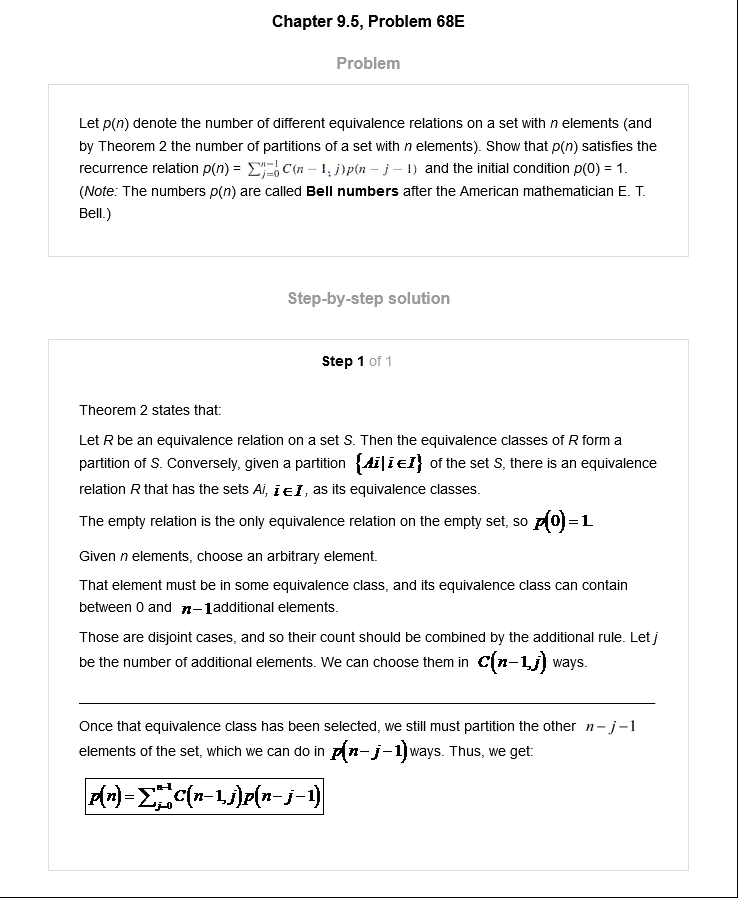 Chapter 9.5, Problem 68E
Problem
Let p(n) denote the number of different equivalence relations on a set with n elements (and
by Theorem 2 the number of partitions of a set with n elements). Show that p(n) satisfies the
recurrence relation p(n) = ∑_{j=0}^{n−1} C(n − 1, j)p(n − j − 1) and the initial condition p(0) = 1.
(Note: The numbers p(n) are called Bell numbers after the American mathematician E. T.
Bell.)
Step-by-step solution
Step 1 of 1
Theorem 2 states that:
Let R be an equivalence relation on a set S. Then the equivalence classes of R form a
partition of S. Conversely, given a partition {Ai|i∈I} of the set S, there is an equivalence
relation R that has the sets Ai, i∈I, as its equivalence classes.
The empty relation is the only equivalence relation on the empty set, so p(0)=1.
Given n elements, choose an arbitrary element.
That element must be in some equivalence class, and its equivalence class can contain
between 0 and n−1additional elements.
Those are disjoint cases, and so their count should be combined by the additional rule. Let j
be the number of additional elements. We can choose them in C(n−1,j) ways.
Once that equivalence class has been selected, we still must partition the other n−j−1
elements of the set, which we can do in p(n−j−1)ways. Thus, we get:
p(n)=∑_{j=0}^{n−1}C(n−1,j)p(n−j−1)